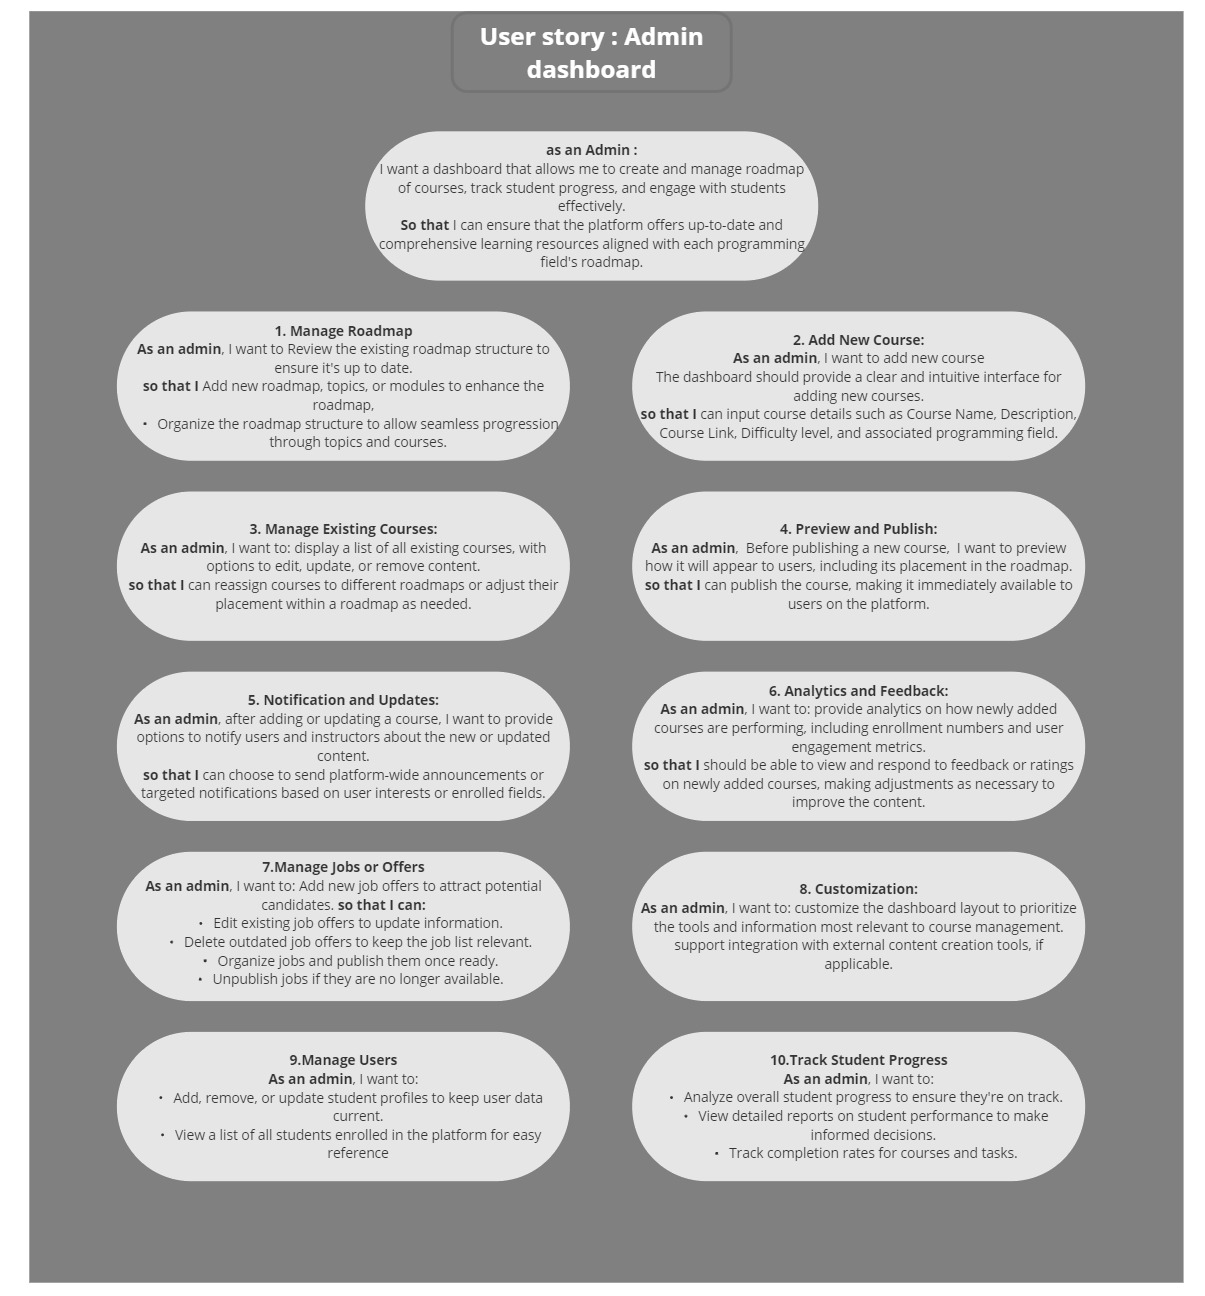 User story : Admin
dashboard
as an Admin :
I want a dashboard that allows me to create and manage roadmap
of courses, track student progress, and engage with students
effectively.
So that I can ensure that the platform offers up-to-date and
comprehensive learning resources aligned with each programming
field's roadmap.
1. Manage Roadmap
As an admin, I want to Review the existing roadmap structure to
ensure it's up to date.
so that I Add new roadmap, topics, or modules to enhance the
roadmap,
• Organize the roadmap structure to allow seamless progression
through topics and courses.
2. Add New Course:
As an admin, I want to add new course
The dashboard should provide a clear and intuitive interface for
adding new courses.
so that I can input course details such as Course Name, Description,
Course Link, Difficulty level, and associated programming field.
3. Manage Existing Courses:
As an admin, I want to: display a list of all existing courses, with
options to edit, update, or remove content.
so that I can reassign courses to different roadmaps or adjust their
placement within a roadmap as needed.
4. Preview and Publish:
As an admin,  Before publishing a new course,  I want to preview
how it will appear to users, including its placement in the roadmap.
so that I can publish the course, making it immediately available to
users on the platform.
5. Notification and Updates:
As an admin, after adding or updating a course, I want to provide
options to notify users and instructors about the new or updated
content.
so that I can choose to send platform-wide announcements or
targeted notifications based on user interests or enrolled fields.
6. Analytics and Feedback:
As an admin, I want to: provide analytics on how newly added
courses are performing, including enrollment numbers and user
engagement metrics.
so that I should be able to view and respond to feedback or ratings
on newly added courses, making adjustments as necessary to
improve the content.
7.Manage Jobs or Offers
As an admin, I want to: Add new job offers to attract potential
candidates. so that I can:
• Edit existing job offers to update information.
• Delete outdated job offers to keep the job list relevant.
• Organize jobs and publish them once ready.
• Unpublish jobs if they are no longer available.
8. Customization:
As an admin, I want to: customize the dashboard layout to prioritize
the tools and information most relevant to course management.
support integration with external content creation tools, if
applicable.
9.Manage Users
As an admin, I want to:
• Add, remove, or update student profiles to keep user data
current.
• View a list of all students enrolled in the platform for easy
reference
10.Track Student Progress
As an admin, I want to:
• Analyze overall student progress to ensure they're on track.
• View detailed reports on student performance to make
informed decisions.
• Track completion rates for courses and tasks.